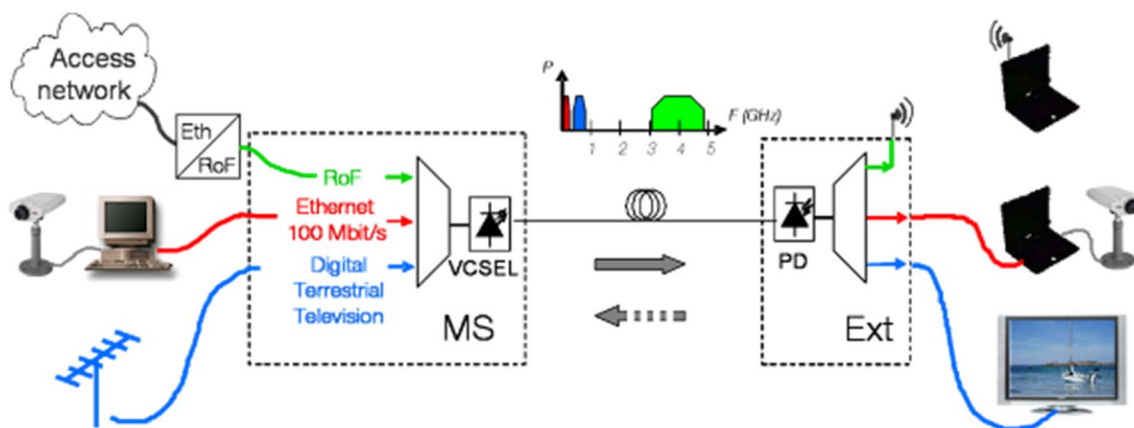 Access
network
Eth
RoF
RoF
Ethernet
100 Mbit/s
Digital
Terrestrial
Television
VCSEL
MS
P
F (GHz)
1 2 3 4 5
PD
Ext